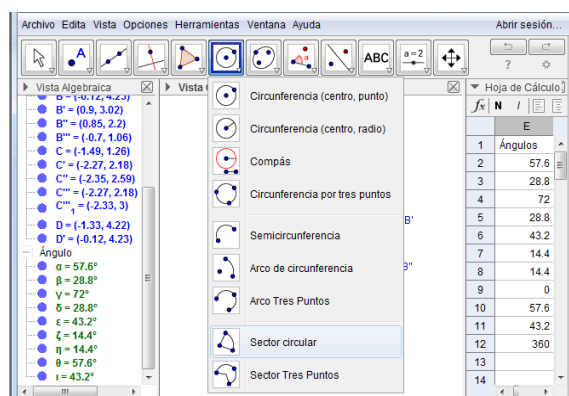 Archivo Edita Vista Opciones Herramientas Ventana Ayuda
Abrir sesión...
A
α
ABC
a=2
?
Vista Algebraica
Vista
Hoja de Cálculo
B = (-0.12, 4.23)
B' = (0.9, 3.02)
B" = (0.85, 2.2)
B"' = (-0.7, 1.06)
C = (-1.49, 1.26)
C' = (-2.27, 2.18)
C" = (-2.35, 2.59)
C"' = (-2.27, 2.18)
C"'₁ = (-2.33, 3)
D = (-1.33, 4.22)
D' = (-0.12, 4.23)
Ángulo
α = 57.6°
β = 28.8°
γ = 72°
δ = 28.8°
ε = 43.2°
ζ = 14.4°
η = 14.4°
θ = 57.6°
ι = 43.2°
Circunferencia (centro, punto)
Circunferencia (centro, radio)
Compás
Circunferencia por tres puntos
Semicircunferencia
Arco de circunferencia
Arco Tres Puntos
Sector circular
Sector Tres Puntos
B'
B"
fx N I
E
1 Ángulos
2 57.6
3 28.8
4 72
5 28.8
6 43.2
7 14.4
8 14.4
9 0
10 57.6
11 43.2
12 360
13
14